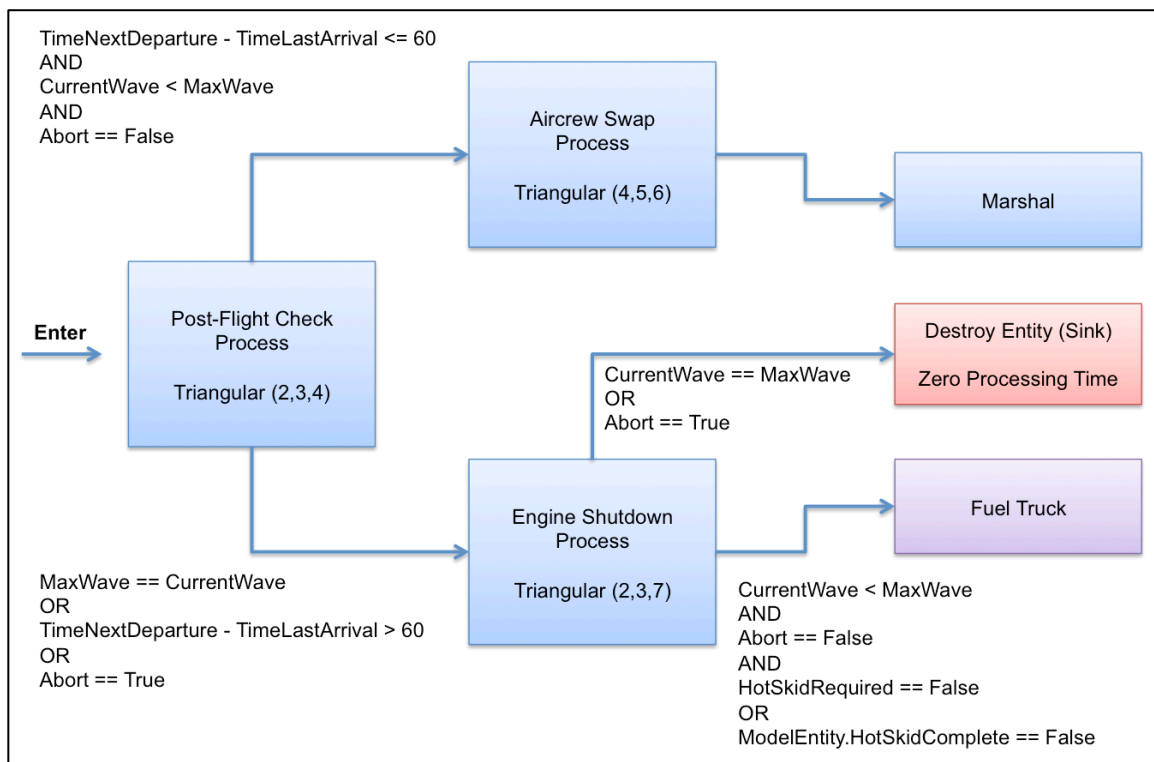 TimeNextDeparture - TimeLastArrival <= 60
AND
CurrentWave < MaxWave
AND
Abort == False
Aircrew Swap
Process
Triangular (4,5,6)
Marshal
Enter
Post-Flight Check
Process
Triangular (2,3,4)
Destroy Entity (Sink)
Zero Processing Time
CurrentWave == MaxWave
OR
Abort == True
Engine Shutdown
Process
Triangular (2,3,7)
Fuel Truck
MaxWave == CurrentWave
OR
TimeNextDeparture - TimeLastArrival > 60
OR
Abort == True
CurrentWave < MaxWave
AND
Abort == False
AND
HotSkidRequired == False
OR
ModelEntity.HotSkidComplete == False